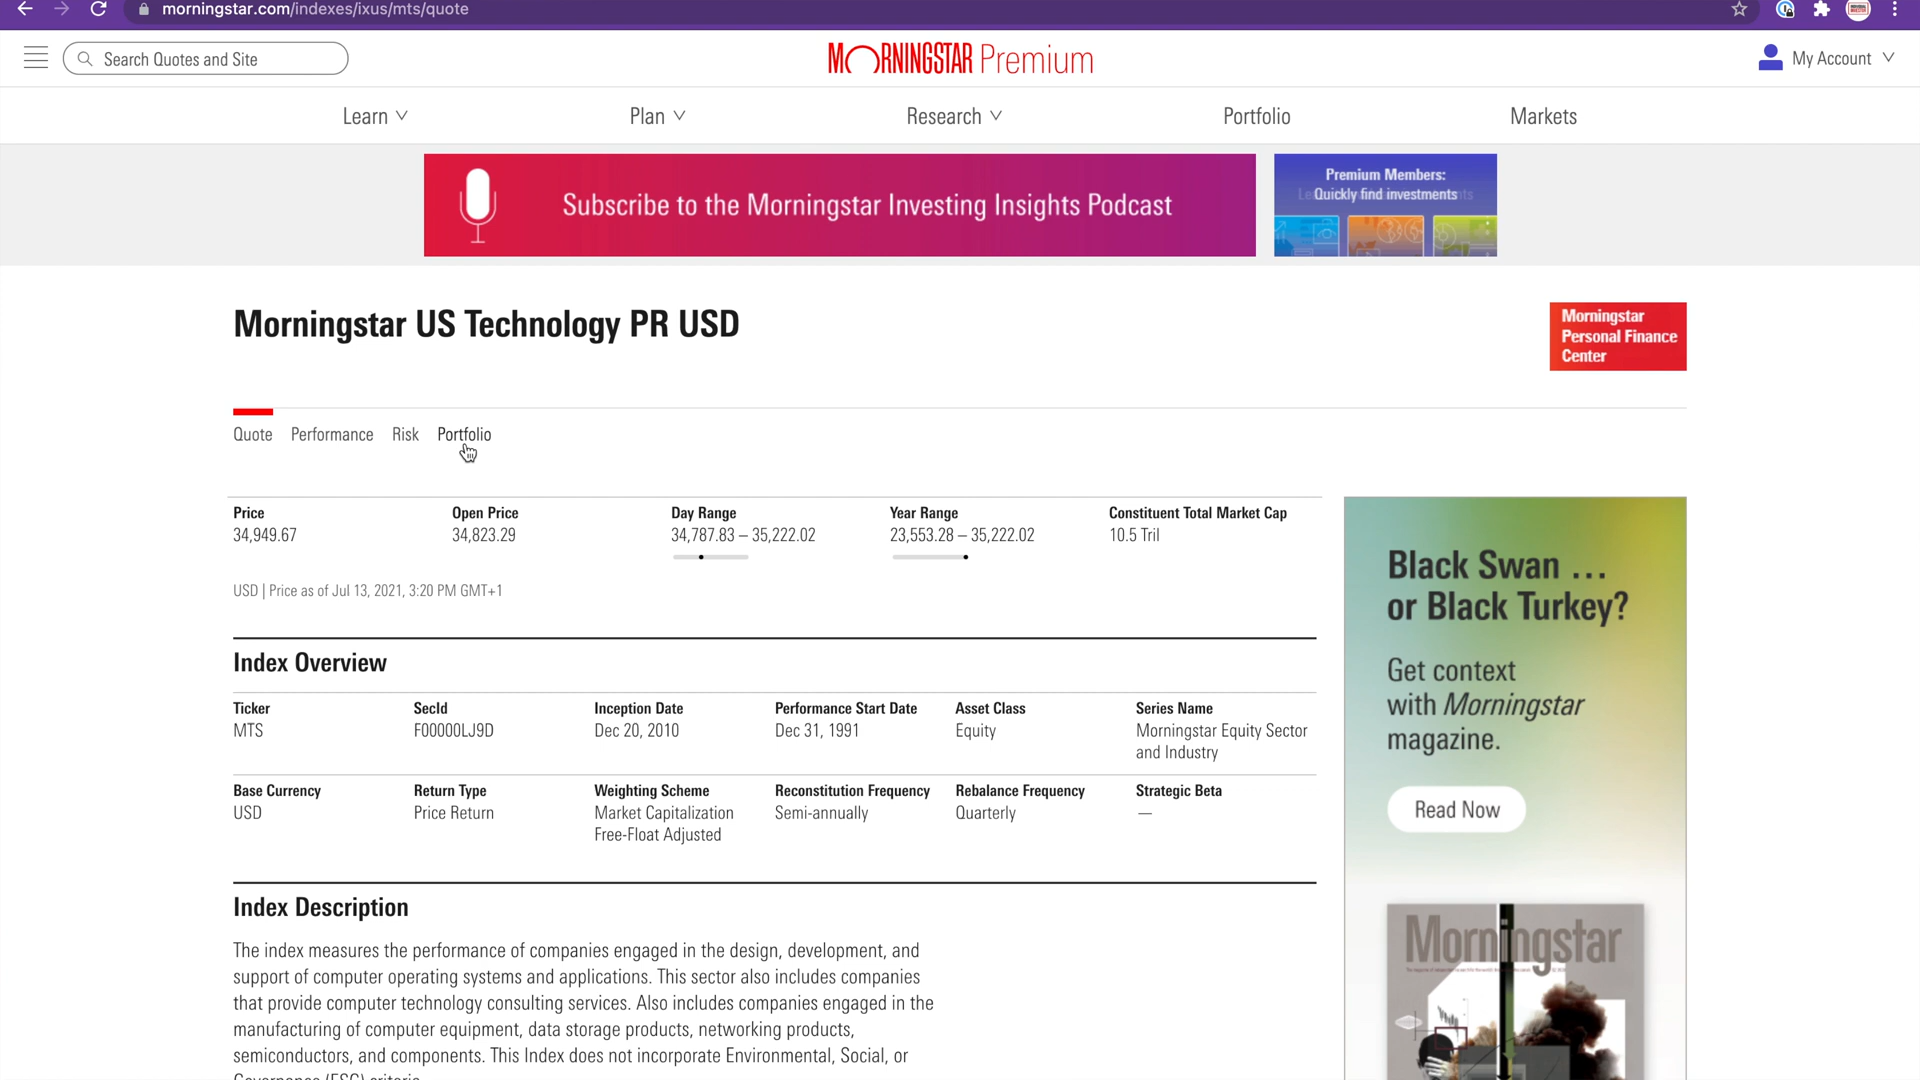 morningstar.com/indexes/ixus/mts/quote
Search Quotes and Site
MORNINGSTAR Premium
My Account
Learn
Plan
Research
Portfolio
Markets
Subscribe to the Morningstar Investing Insights Podcast
Premium Members:
Quickly find investments
Morningstar US Technology PR USD
Morningstar
Personal Finance
Center
Quote
Performance
Risk
Portfolio
Price
34,949.67
Open Price
34,823.29
Day Range
34,787.83 – 35,222.02
Year Range
23,553.28 – 35,222.02
Constituent Total Market Cap
10.5 Tril
USD | Price as of Jul 13, 2021, 3:20 PM GMT+1
Index Overview
Ticker
MTS
SecId
F00000LJ9D
Inception Date
Dec 20, 2010
Performance Start Date
Dec 31, 1991
Asset Class
Equity
Series Name
Morningstar Equity Sector
and Industry
Base Currency
USD
Return Type
Price Return
Weighting Scheme
Market Capitalization
Free-Float Adjusted
Reconstitution Frequency
Semi-annually
Rebalance Frequency
Quarterly
Strategic Beta
—
Index Description
The index measures the performance of companies engaged in the design, development, and
support of computer operating systems and applications. This sector also includes companies
that provide computer technology consulting services. Also includes companies engaged in the
manufacturing of computer equipment, data storage products, networking products,
semiconductors, and components. This Index does not incorporate Environmental, Social, or
Governance (ESG) criteria.
Black Swan …
or Black Turkey?
Get context
with Morningstar
magazine.
Read Now
Morningstar